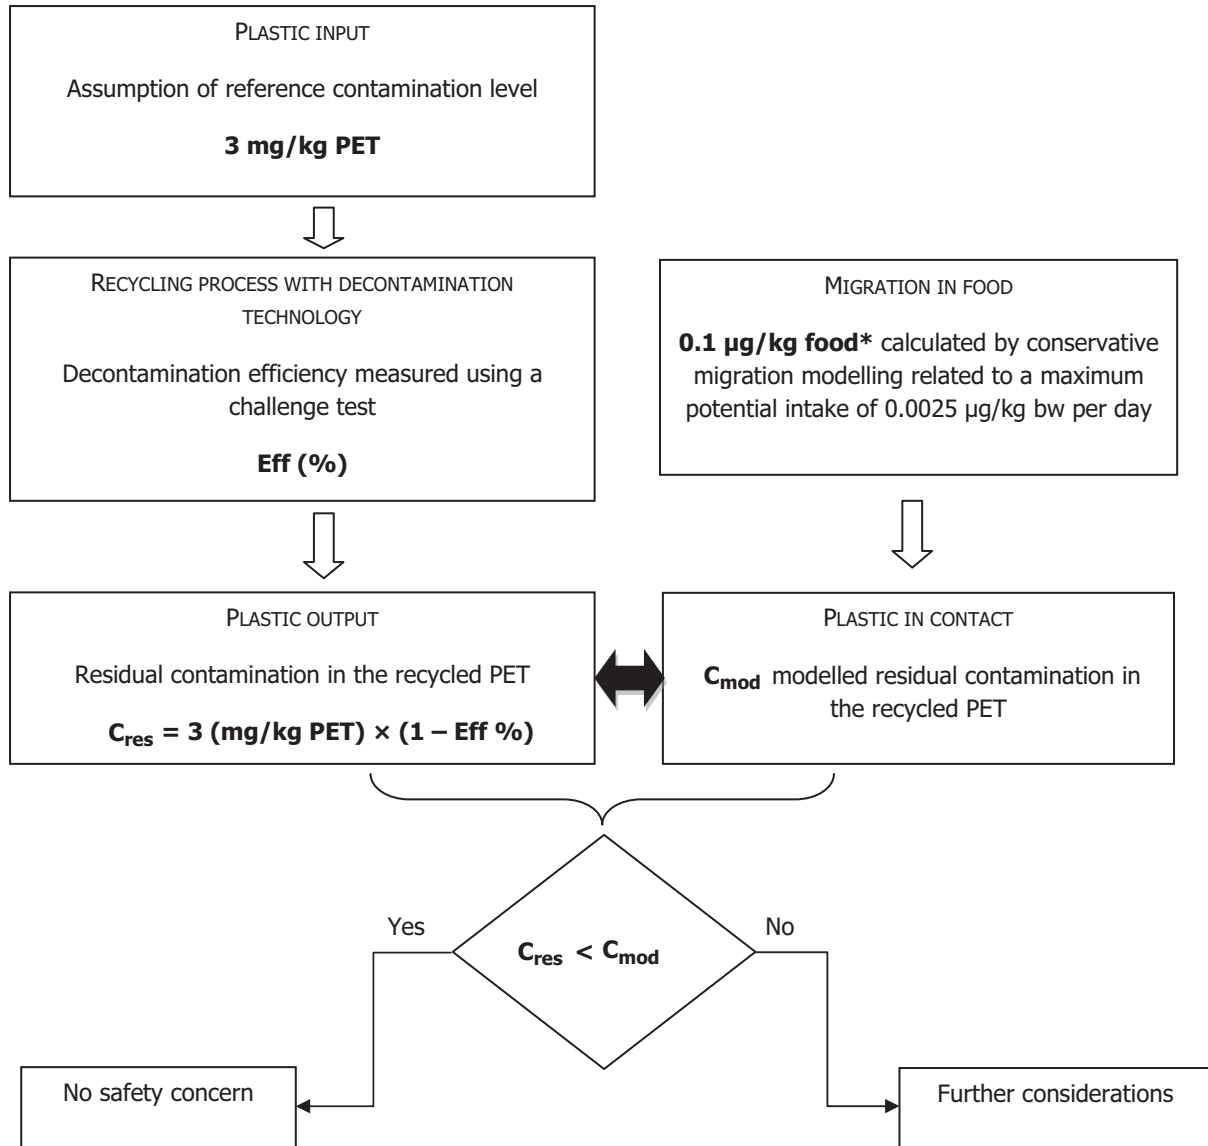 PLASTIC INPUT
Assumption of reference contamination level
3 mg/kg PET
RECYCLING PROCESS WITH DECONTAMINATION
TECHNOLOGY
Decontamination efficiency measured using a
challenge test
Eff (%)
MIGRATION IN FOOD
0.1 µg/kg food* calculated by conservative
migration modelling related to a maximum
potential intake of 0.0025 µg/kg bw per day
PLASTIC OUTPUT
Residual contamination in the recycled PET
Cres = 3 (mg/kg PET) × (1 – Eff %)
PLASTIC IN CONTACT
Cmod modelled residual contamination in
the recycled PET
Yes
No
Cres < Cmod
No safety concern
Further considerations